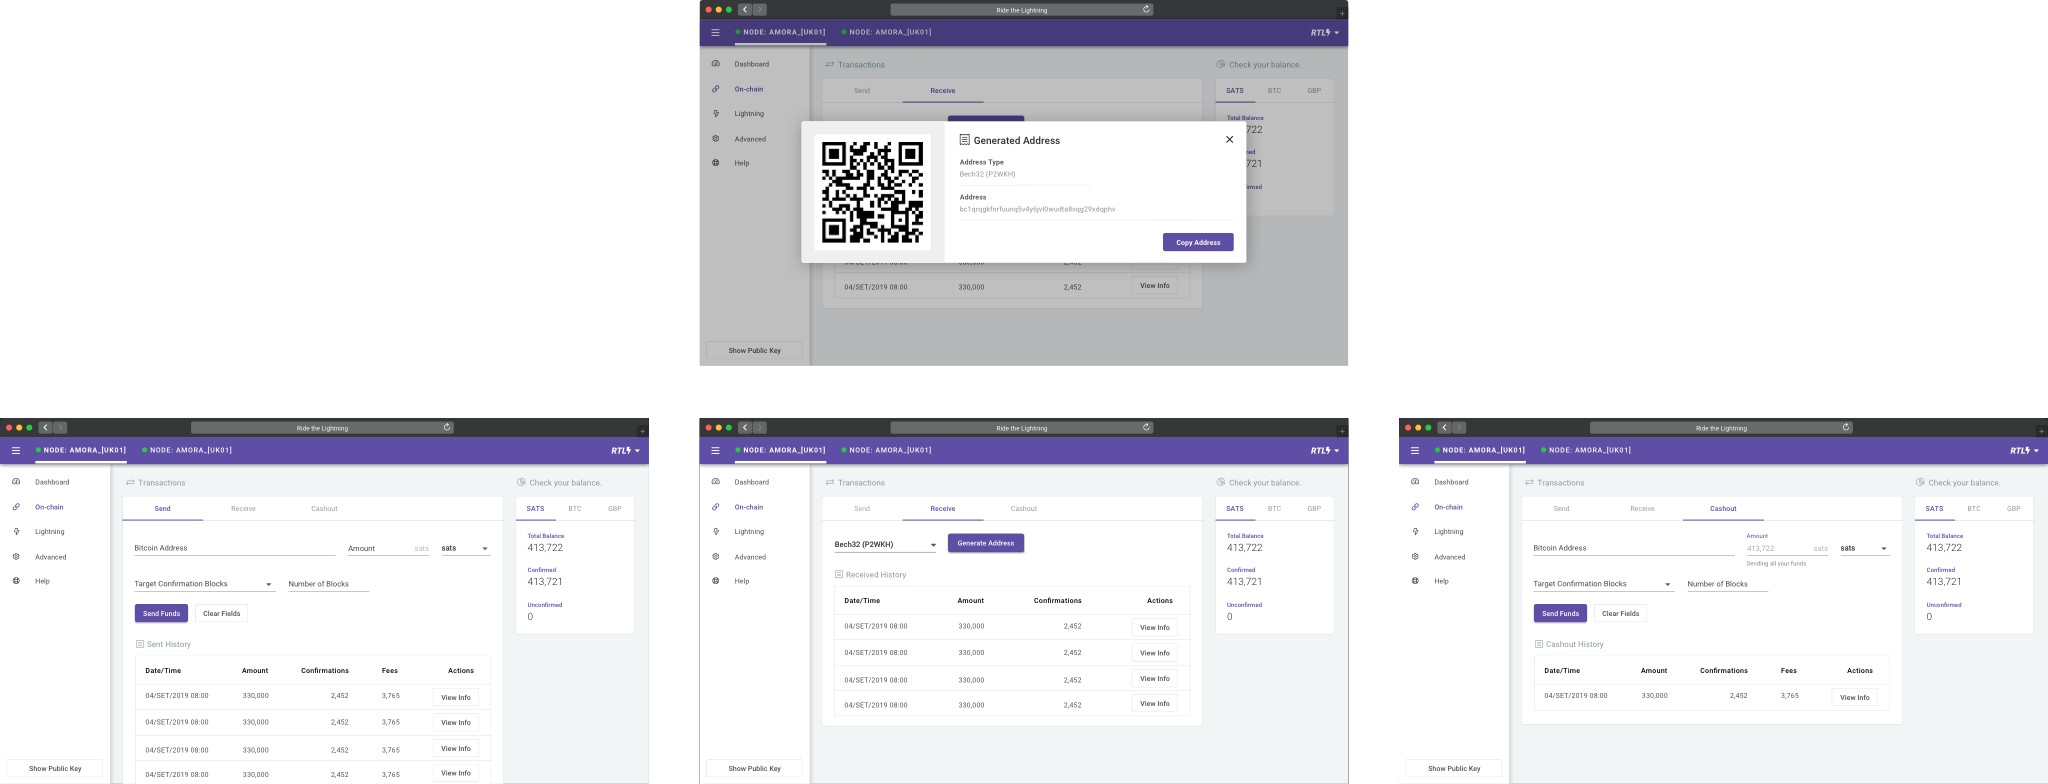 Ride the Lightning
NODE: AMORA_[UK01] NODE: AMORA_[UK01] RTL
Dashboard
On-chain
Lightning
Advanced
Help
Show Public Key
Transactions
Send Receive
Check your balance.
SATS BTC GBP
Total Balance
722
721
Generated Address
Address Type
Bech32 (P2WKH)
Address
Copy Address
04/SET/2019 08:00 330,000 2,452 View Info
Ride the Lightning
NODE: AMORA_[UK01] NODE: AMORA_[UK01] RTL
Dashboard
On-chain
Lightning
Advanced
Help
Show Public Key
Transactions
Send Receive Cashout
Bitcoin Address Amount sats sats
Target Confirmation Blocks Number of Blocks
Send Funds Clear Fields
Sent History
Date/Time Amount Confirmations Fees Actions
04/SET/2019 08:00 330,000 2,452 3,765 View Info
04/SET/2019 08:00 330,000 2,452 3,765 View Info
04/SET/2019 08:00 330,000 2,452 3,765 View Info
04/SET/2019 08:00 330,000 2,452 3,765 View Info
Check your balance.
SATS BTC GBP
Total Balance
413,722
Confirmed
413,721
Unconfirmed
0
Ride the Lightning
NODE: AMORA_[UK01] NODE: AMORA_[UK01] RTL
Dashboard
On-chain
Lightning
Advanced
Help
Show Public Key
Transactions
Send Receive Cashout
Bech32 (P2WKH) Generate Address
Received History
Date/Time Amount Confirmations Actions
04/SET/2019 08:00 330,000 2,452 View Info
04/SET/2019 08:00 330,000 2,452 View Info
04/SET/2019 08:00 330,000 2,452 View Info
04/SET/2019 08:00 330,000 2,452 View Info
Check your balance.
SATS BTC GBP
Total Balance
413,722
Confirmed
413,721
Unconfirmed
0
Ride the Lightning
NODE: AMORA_[UK01] NODE: AMORA_[UK01] RTL
Dashboard
On-chain
Lightning
Advanced
Help
Show Public Key
Transactions
Send Receive Cashout
Amount
Bitcoin Address 413,722 sats sats
Sending all your funds
Target Confirmation Blocks Number of Blocks
Send Funds Clear Fields
Cashout History
Date/Time Amount Confirmations Fees Actions
04/SET/2019 08:00 330,000 2,452 3,765 View Info
Check your balance.
SATS BTC GBP
Total Balance
413,722
Confirmed
413,721
Unconfirmed
0